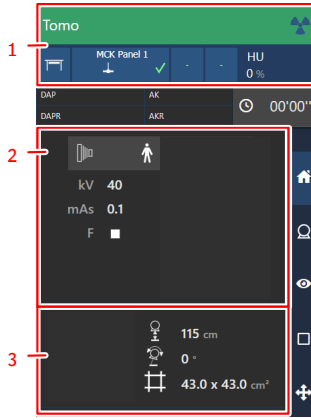 Tomo
1
MCK Panel 1
- -
HU
0 %
DAP AK
00'00''
DAPR AKR
2
kV 40
mAs 0.1
F
115 cm
0 °
3
43.0 x 43.0 cm²